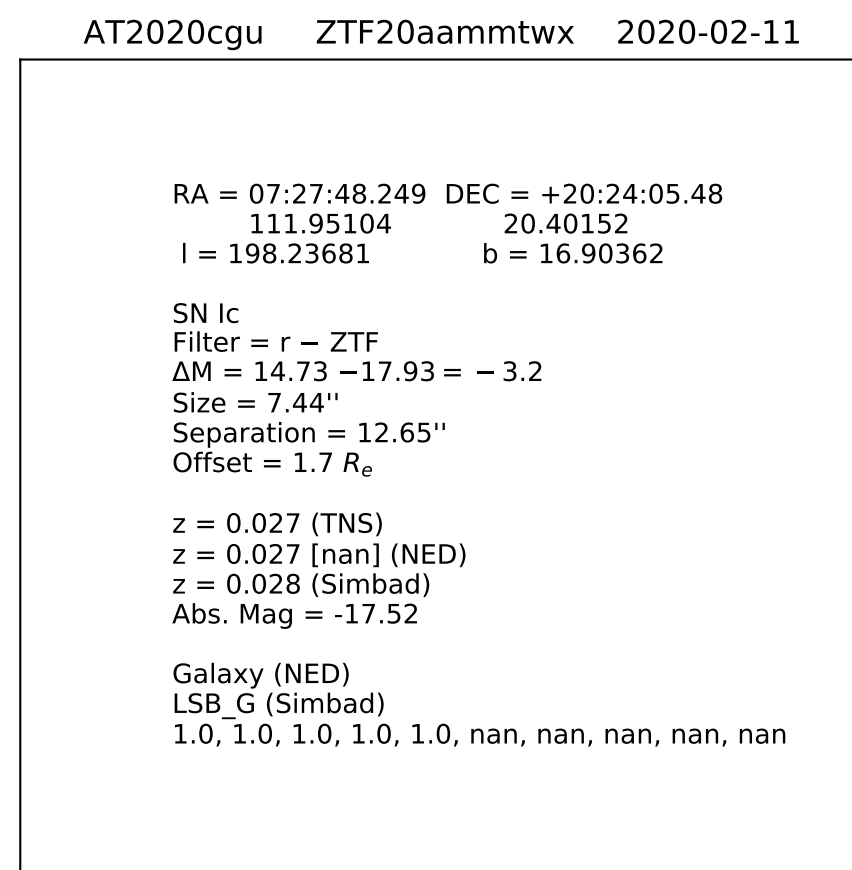 AT2020cgu ZTF20aammtwx 2020-02-11
RA = 07:27:48.249 DEC = +20:24:05.48
111.95104 20.40152
l = 198.23681 b = 16.90362
SN Ic
Filter = r − ZTF
ΔM = 14.73 −17.93 = − 3.2
Size = 7.44''
Separation = 12.65''
Offset = 1.7 Rₑ
z = 0.027 (TNS)
z = 0.027 [nan] (NED)
z = 0.028 (Simbad)
Abs. Mag = -17.52
Galaxy (NED)
LSB_G (Simbad)
1.0, 1.0, 1.0, 1.0, 1.0, nan, nan, nan, nan, nan